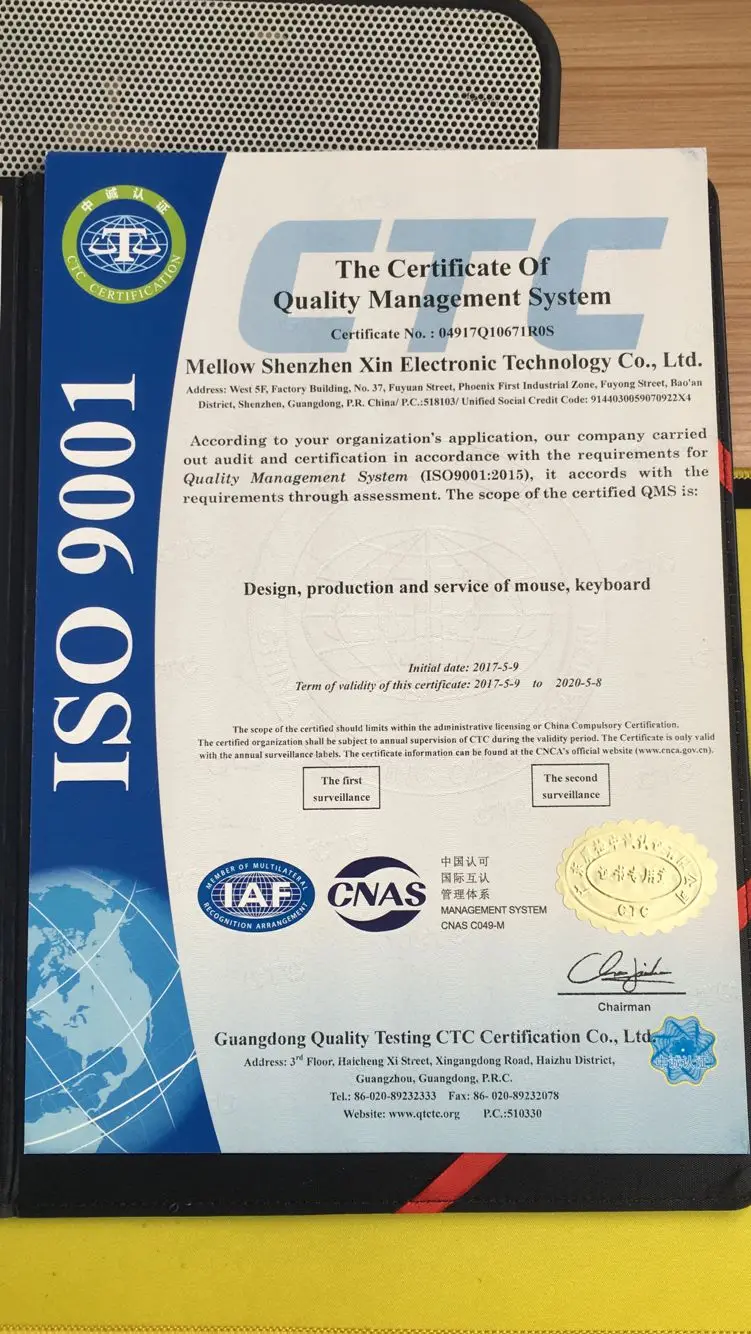 中诚认证
CTC CERTIFICATION
ISO 9001
CTC
The Certificate Of
Quality Management System
Certificate No. : 04917Q10671R0S
Mellow Shenzhen Xin Electronic Technology Co., Ltd.
Address: West 5F, Factory Building, No. 37, Fuyuan Street, Phoenix First Industrial Zone, Fuyong Street, Bao'an
District, Shenzhen, Guangdong, P.R. China/ P.C.:518103/ Unified Social Credit Code: 9144030059070922X4
According to your organization's application, our company carried
out audit and certification in accordance with the requirements for
Quality Management System (ISO9001:2015), it accords with the
requirements through assessment. The scope of the certified QMS is:
Design, production and service of mouse, keyboard
Initial date: 2017-5-9
Term of validity of this certificate: 2017-5-9 to 2020-5-8
The scope of the certified should limits within the administrative licensing or China Compulsory Certification.
The certified organization shall be subject to annual supervision of CTC during the validity period. The Certificate is only valid
with the annual surveillance labels. The certificate information can be found at the CNCA's official website (www.cnca.gov.cn).
The first
surveillance
The second
surveillance
MEMBER OF MULTILATERAL
IAF
RECOGNITION ARRANGEMENT
CNAS
中国认可
国际互认
管理体系
MANAGEMENT SYSTEM
CNAS C049-M
证书专用章
CTC
Chairman
Guangdong Quality Testing CTC Certification Co., Ltd.
Address: 3rd Floor, Haicheng Xi Street, Xingangdong Road, Haizhu District,
Guangzhou, Guangdong, P.R.C.
中诚认证
Tel.: 86-020-89232333 Fax: 86- 020-89232078
Website: www.qtctc.org P.C.:510330